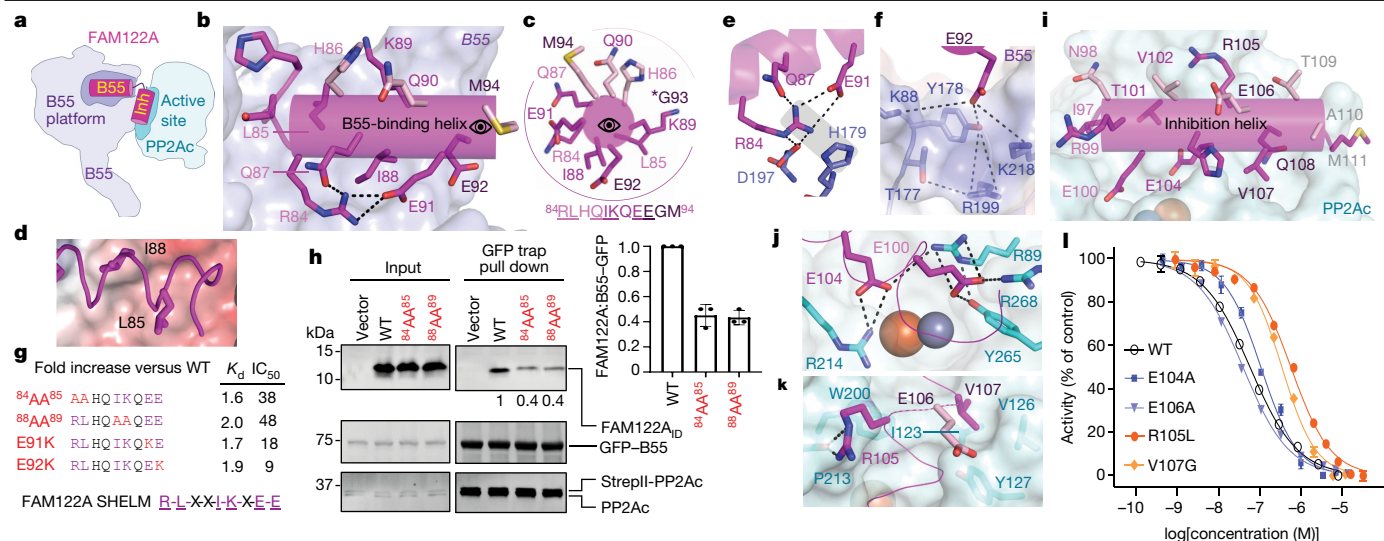 a
FAM122A
B55
Inh
B55
platform
Active
site
PP2Ac
B55
b
H86
K89
B55
Q90
M94
B55-binding helix
L85
Q87
I88
E92
R84
E91
c
M94
Q90
Q87
H86
*G93
E91
K89
R84
L85
I88
E92
84RLHQIKQEEGM94
d
I88
L85
e
Q87
E91
R84
H179
D197
f
E92
B55
K88
Y178
K218
T177
R199
g
Fold increase versus WT
Kd
IC50
84AA85 AAHQIKQEE 1.6 38
88AA89 RLHQAAQEE 2.0 48
E91K RLHQIKQKE 1.7 18
E92K RLHQIKQEK 1.9 9
FAM122A SHELM R-L-X-X-I-K-X-E-E
h
Input
GFP trap
pull down
Vector
WT
84AA85
88AA89
Vector
WT
84AA85
88AA89
kDa
15
10
1 0.4 0.4
FAM122AID
75
GFP–B55
37
StrepII-PP2Ac
PP2Ac
FAM122A:B55–GFP
1.0
0.8
0.6
0.4
0.2
0
WT
84AA85
88AA89
i
N98
V102
R105
T109
T101
E106
I97
Inhibition helix
A110
R99
M111
Q108
E100
E104
V107
PP2Ac
j
E100
R89
E104
R268
R214
Y265
k
W200
E106
V107
V126
I123
R105
P213
Y127
l
Activity (% of control)
100
80
60
40
20
0
WT
E104A
E106A
R105L
V107G
–10 –9 –8 –7 –6 –5
log[concentration (M)]